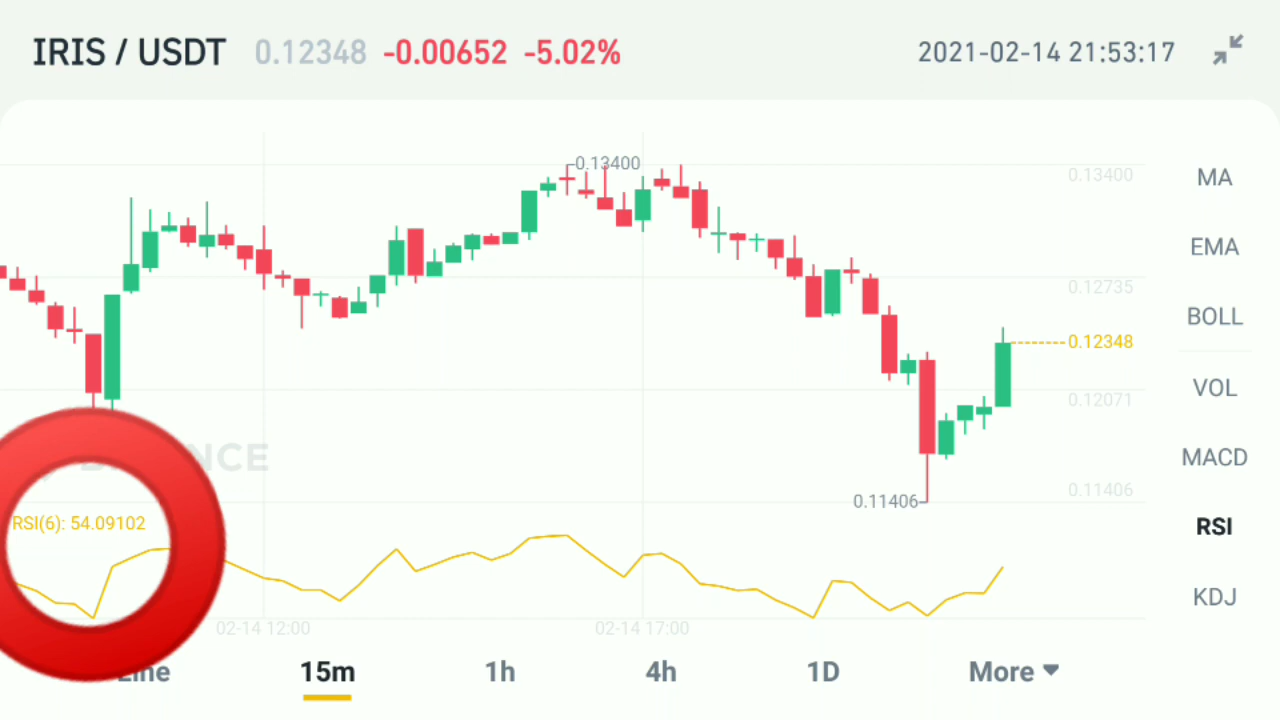 IRIS / USDT 0.12348 -0.00652 -5.02% 2021-02-14 21:53:17
0.13400
0.13400
MA
EMA
0.12735
BOLL
0.12348
VOL
0.12071
MACD
0.11406
0.11406
RSI(6): 54.09102
RSI
KDJ
02-14 12:00 02-14 17:00
15m 1h 4h 1D More